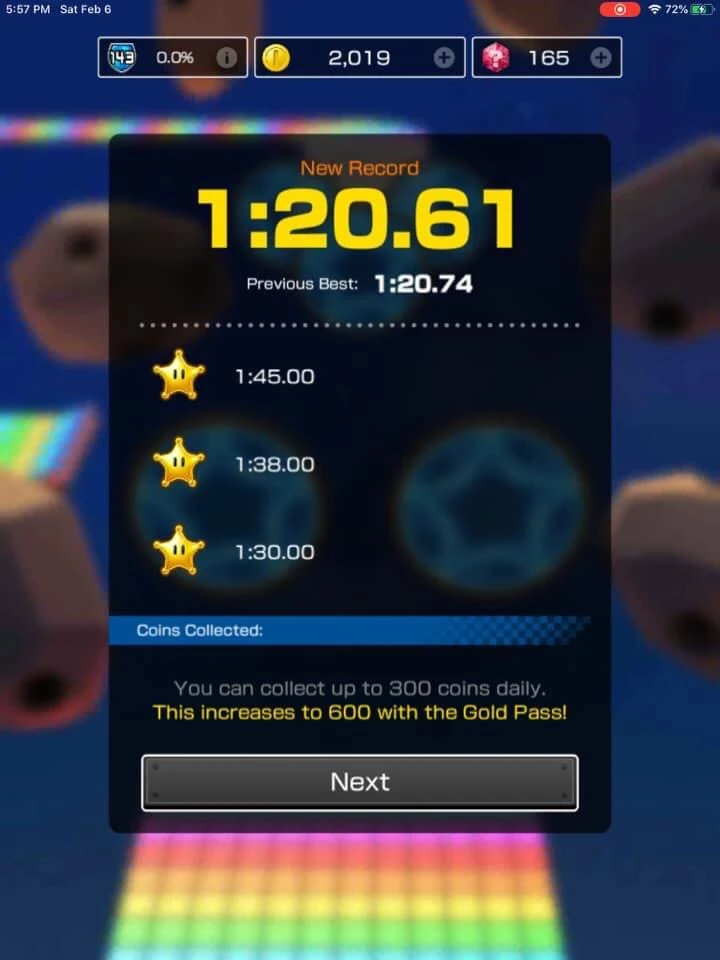 5:57 PM Sat Feb 6 72%
143 0.0% i 2,019 165
New Record
1:20.61
Previous Best: 1:20.74
1:45.00
1:38.00
1:30.00
Coins Collected:
You can collect up to 300 coins daily.
This increases to 600 with the Gold Pass!
Next